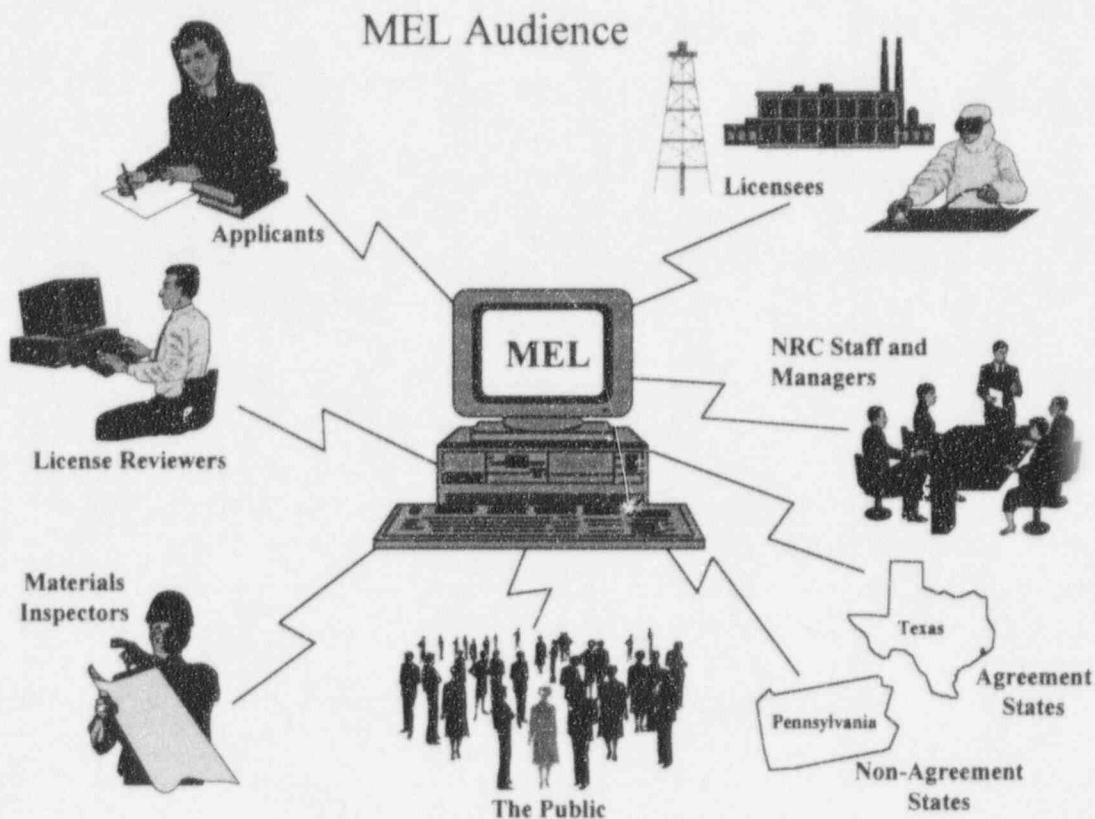 MEL Audience
Applicants
Licensees
MEL
License Reviewers
NRC Staff and
Managers
Materials
Inspectors
Texas
Agreement
States
Pennsylvania
Non-Agreement
States
The Public